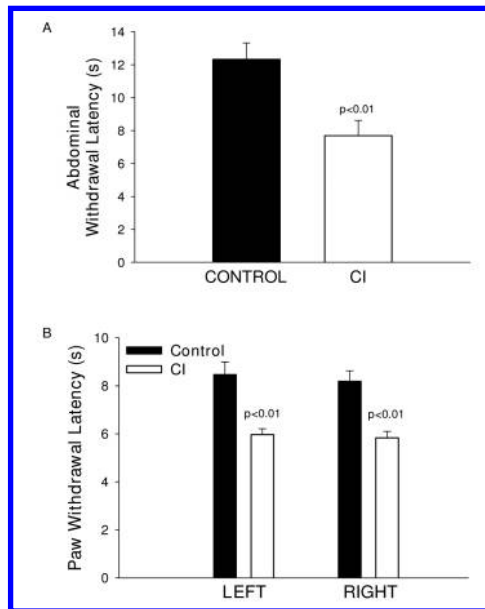 A
Abdominal
Withdrawal Latency (s)
14
12
10
8
6
4
2
0
p<0.01
CONTROL CI
B
Paw Withdrawal Latency (s)
10
8
6
4
2
0
Control
CI
p<0.01 p<0.01
LEFT RIGHT